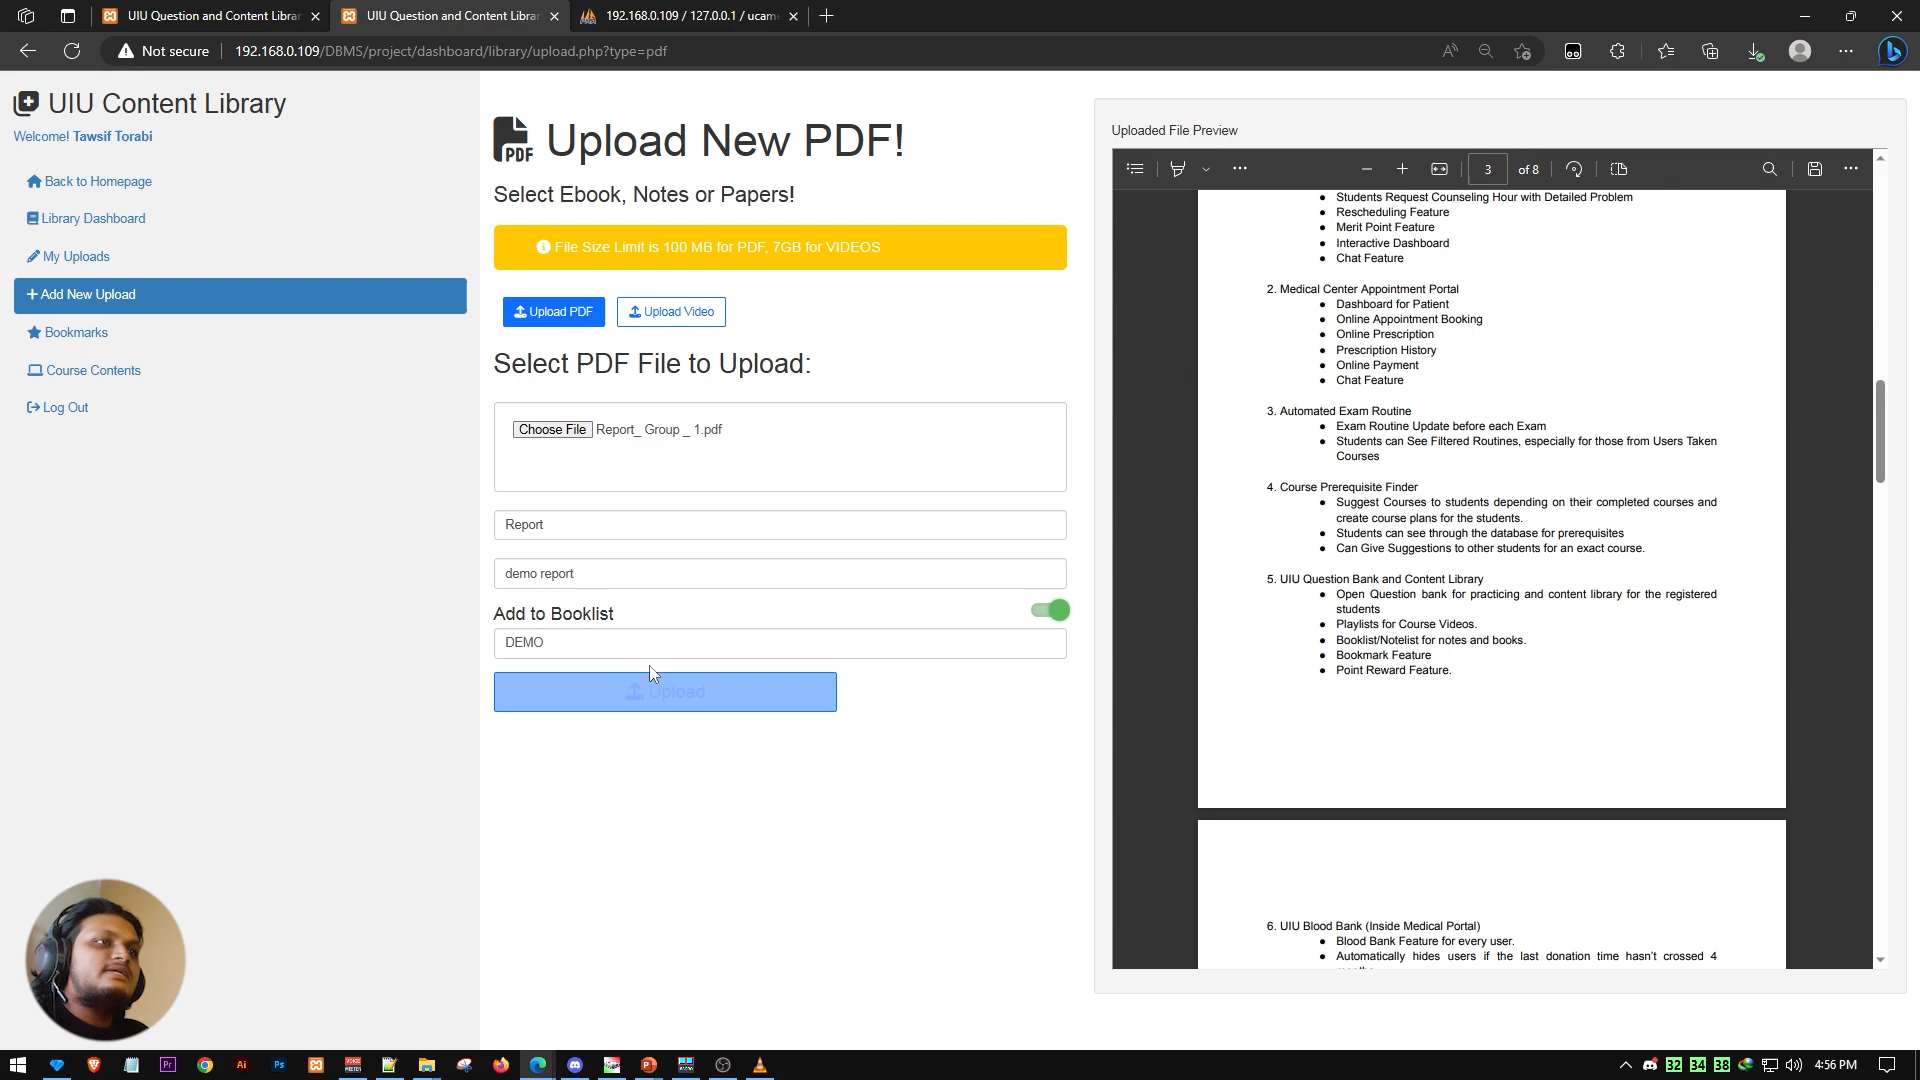 UIU Question and Content Librar
UIU Question and Content Librar
192.168.0.109 / 127.0.0.1 / ucam
Not secure
192.168.0.109/DBMS/project/dashboard/library/upload.php?type=pdf
UIU Content Library
Welcome! Tawsif Torabi
Back to Homepage
Library Dashboard
My Uploads
Add New Upload
Bookmarks
Course Contents
Log Out
PDF Upload New PDF!
Select Ebook, Notes or Papers!
File Size Limit is 100 MB for PDF, 7GB for VIDEOS
Upload PDF
Upload Video
Select PDF File to Upload:
Choose File Report_ Group _ 1.pdf
Report
demo report
Add to Booklist
DEMO
Upload
Uploaded File Preview
3 of 8
• Students Request Counseling Hour with Detailed Problem
• Rescheduling Feature
• Merit Point Feature
• Interactive Dashboard
• Chat Feature
2. Medical Center Appointment Portal
• Dashboard for Patient
• Online Appointment Booking
• Online Prescription
• Prescription History
• Online Payment
• Chat Feature
3. Automated Exam Routine
• Exam Routine Update before each Exam
• Students can See Filtered Routines, especially for those from Users Taken
Courses
4. Course Prerequisite Finder
• Suggest Courses to students depending on their completed courses and
create course plans for the students.
• Students can see through the database for prerequisites
• Can Give Suggestions to other students for an exact course.
5. UIU Question Bank and Content Library
• Open Question bank for practicing and content library for the registered
students
• Playlists for Course Videos.
• Booklist/Notelist for notes and books.
• Bookmark Feature
• Point Reward Feature.
6. UIU Blood Bank (Inside Medical Portal)
• Blood Bank Feature for every user.
• Automatically hides users if the last donation time hasn't crossed 4
Pr
Ai
Ps
32
34
38
4:56 PM